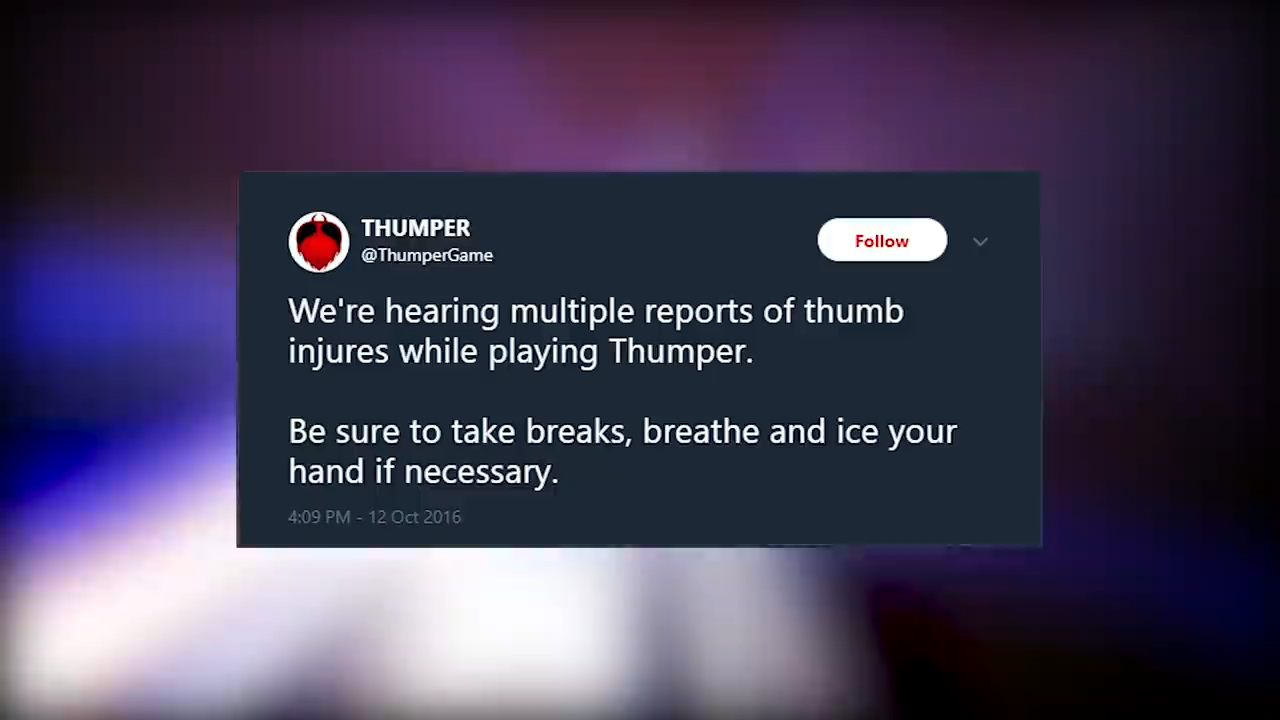 THUMPER
@ThumperGame
Follow
We're hearing multiple reports of thumb
injures while playing Thumper.
Be sure to take breaks, breathe and ice your
hand if necessary.
4:09 PM - 12 Oct 2016